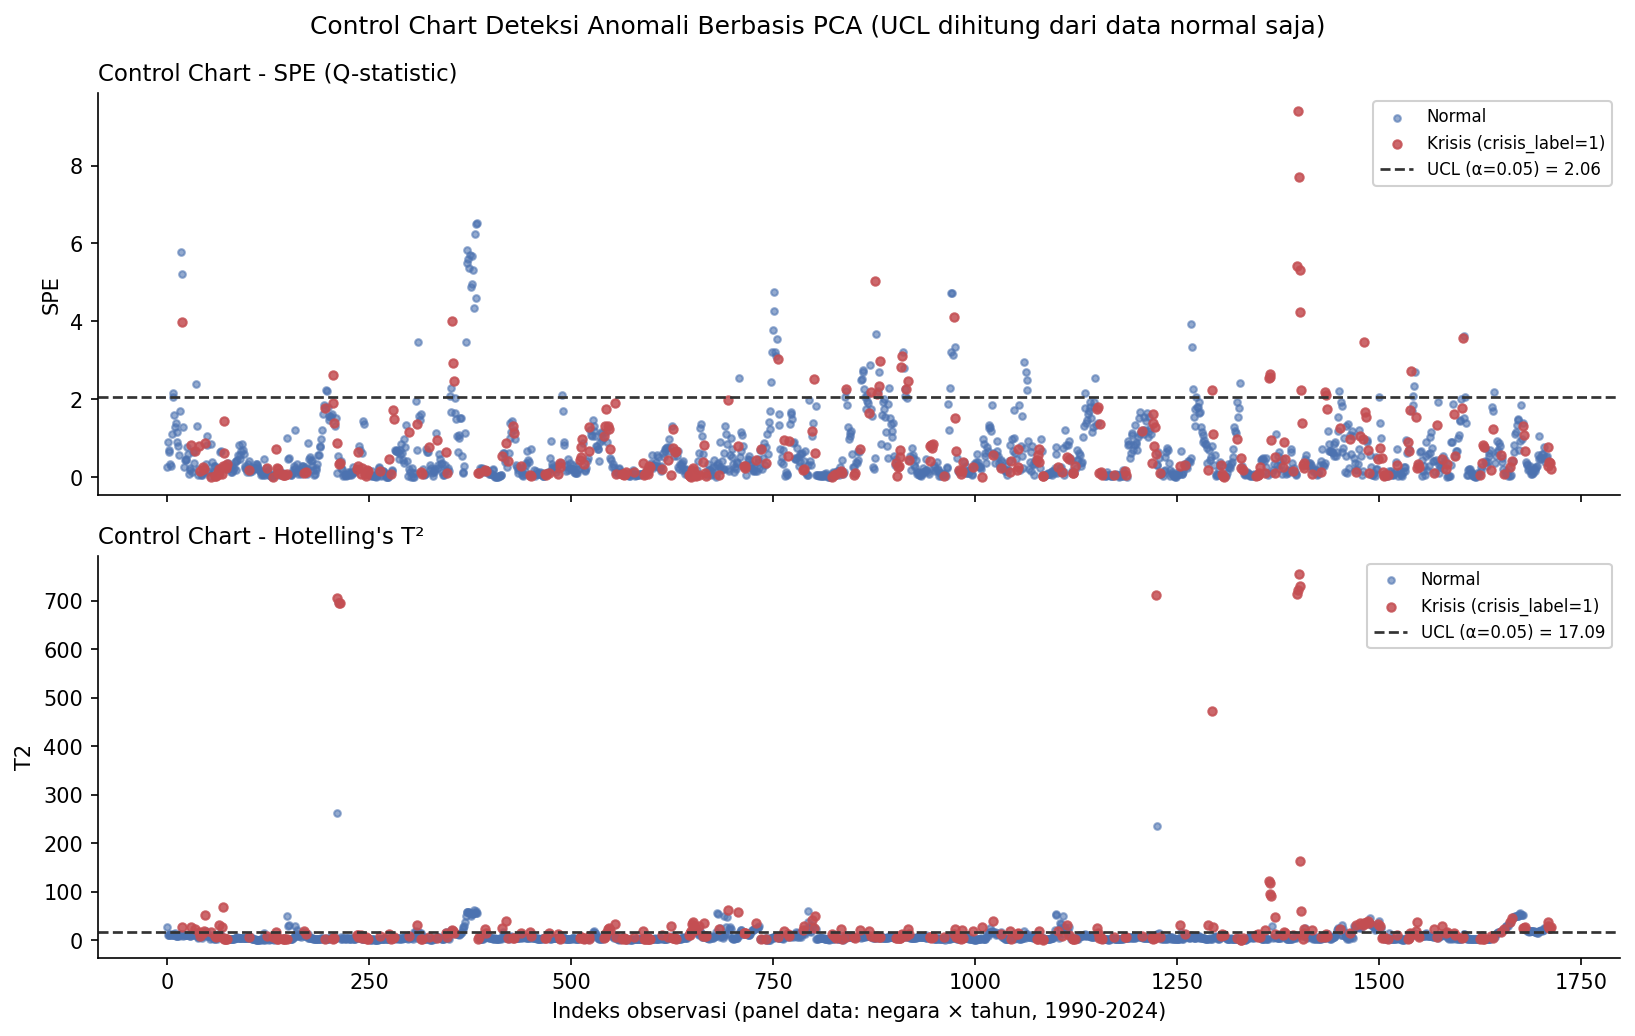 Control Chart Deteksi Anomali Berbasis PCA (UCL dihitung dari data normal saja)
Control Chart - SPE (Q-statistic)
Normal
Krisis (crisis_label=1)
UCL (α=0.05) = 2.06
SPE
8
6
4
2
0
Control Chart - Hotelling's T²
Normal
Krisis (crisis_label=1)
UCL (α=0.05) = 17.09
T2
700
600
500
400
300
200
100
0
0 250 500 750 1000 1250 1500 1750
Indeks observasi (panel data: negara × tahun, 1990-2024)